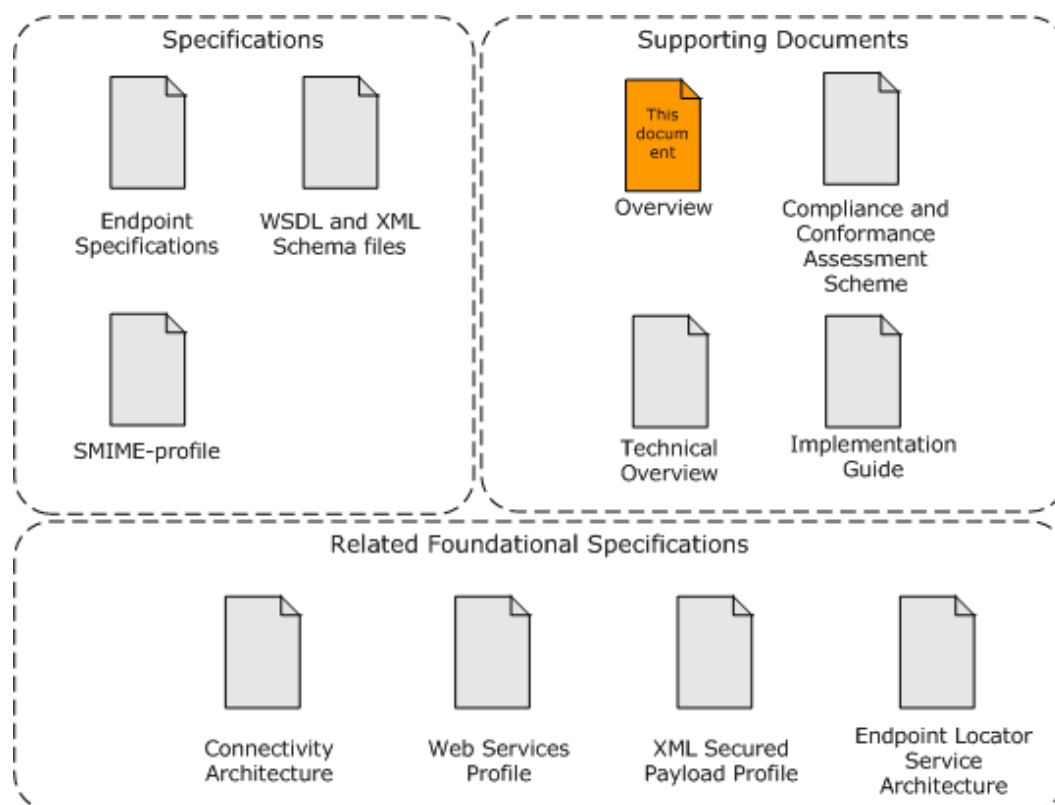 Specifications
Endpoint
Specifications
WSDL and XML
Schema files
SMIME-profile
Supporting Documents
This
docum
ent
Overview
Compliance and
Conformance
Assessment
Scheme
Technical
Overview
Implementation
Guide
Related Foundational Specifications
Connectivity
Architecture
Web Services
Profile
XML Secured
Payload Profile
Endpoint Locator
Service
Architecture